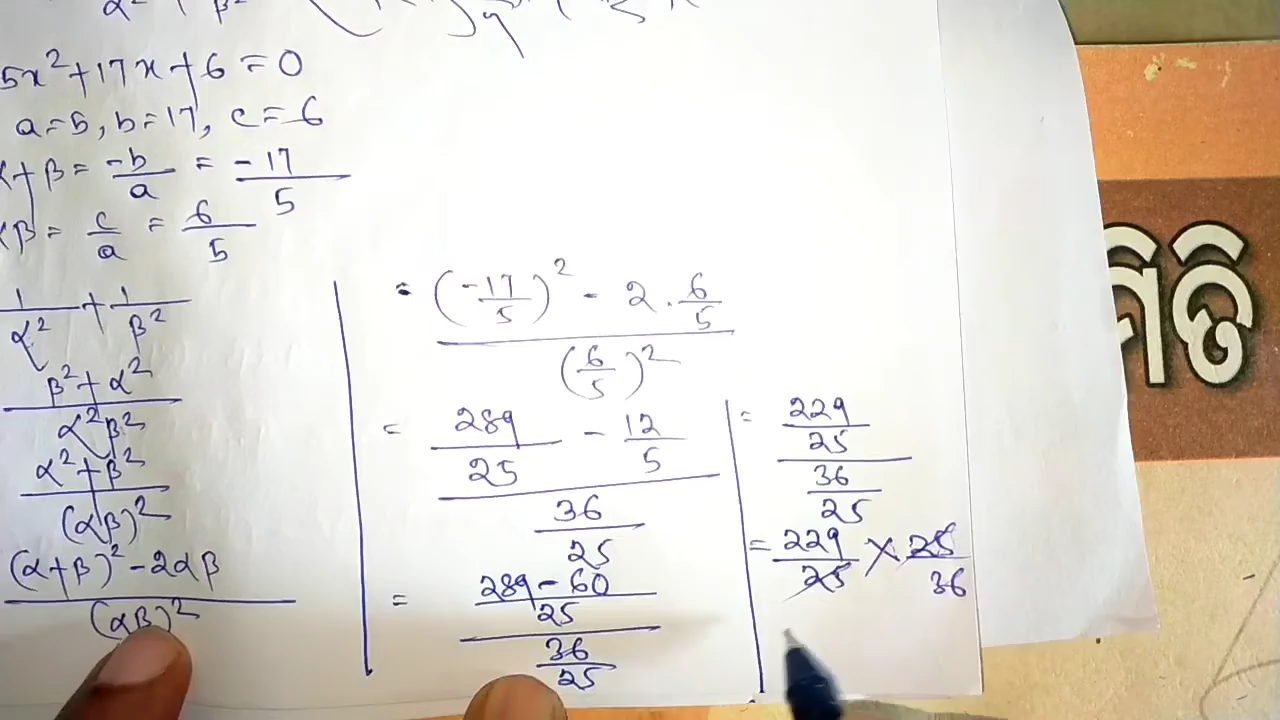 5x²+17x+6=0
a=5, b=17, c=6
α+β = -b/a = -17/5
αβ = c/a = 6/5
1/α² + 1/β²
β²+α² / α²β²
α²+β² / (αβ)²
(α+β)²-2αβ / (αβ)²
= (-17/5)² - 2·6/5 / (6/5)²
= 289/25 - 12/5 / 36/25
= 289-60/25 / 36/25
= 229/25 / 36/25
= 229/25 × 25/36
ମିତି